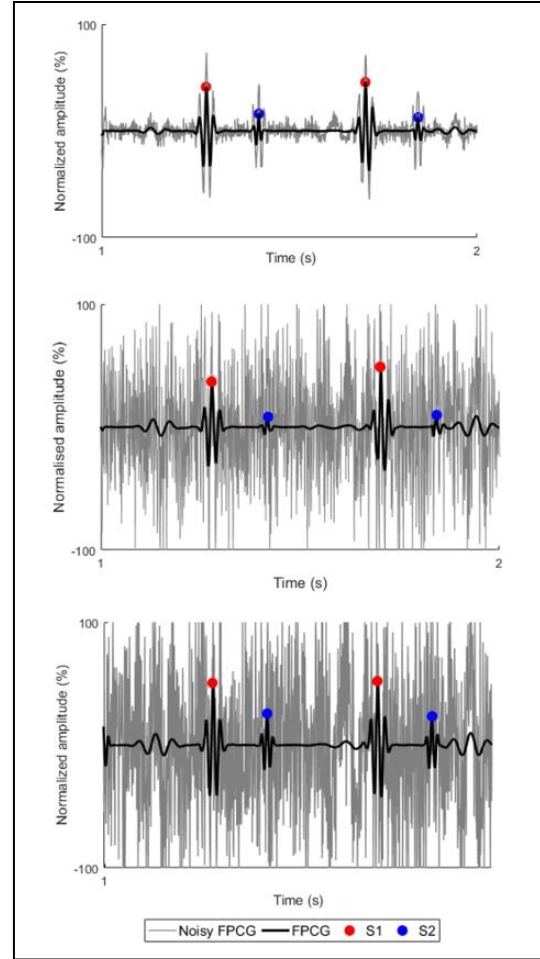 100
Normalized amplitude (%)
-100
1
2
Time (s)
100
Normalised amplitude (%)
-100
1
2
Time (s)
100
Normalized amplitude (%)
-100
1
Time (s)
Noisy FPCG FPCG S1 S2